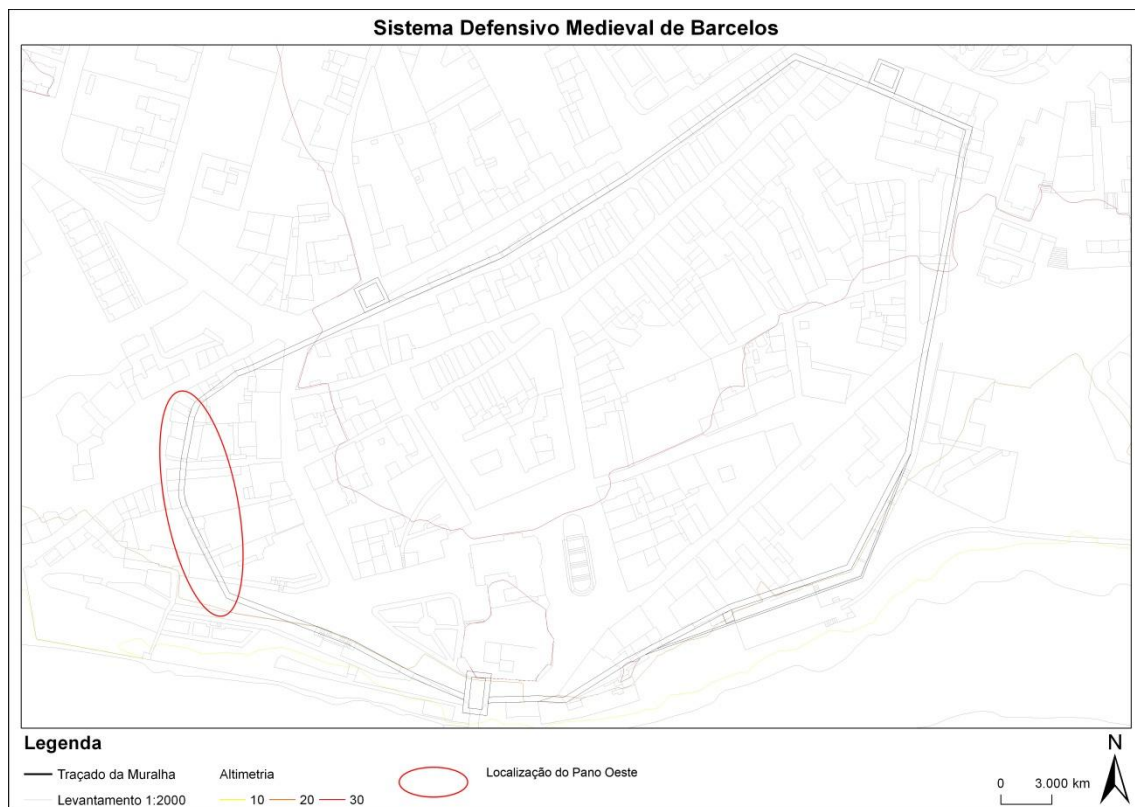 Sistema Defensivo Medieval de Barcelos
Legenda
Traçado da Muralha
Levantamento 1:2000
Altimetria
10 20 30
Localização do Pano Oeste
0 3.000 km
N